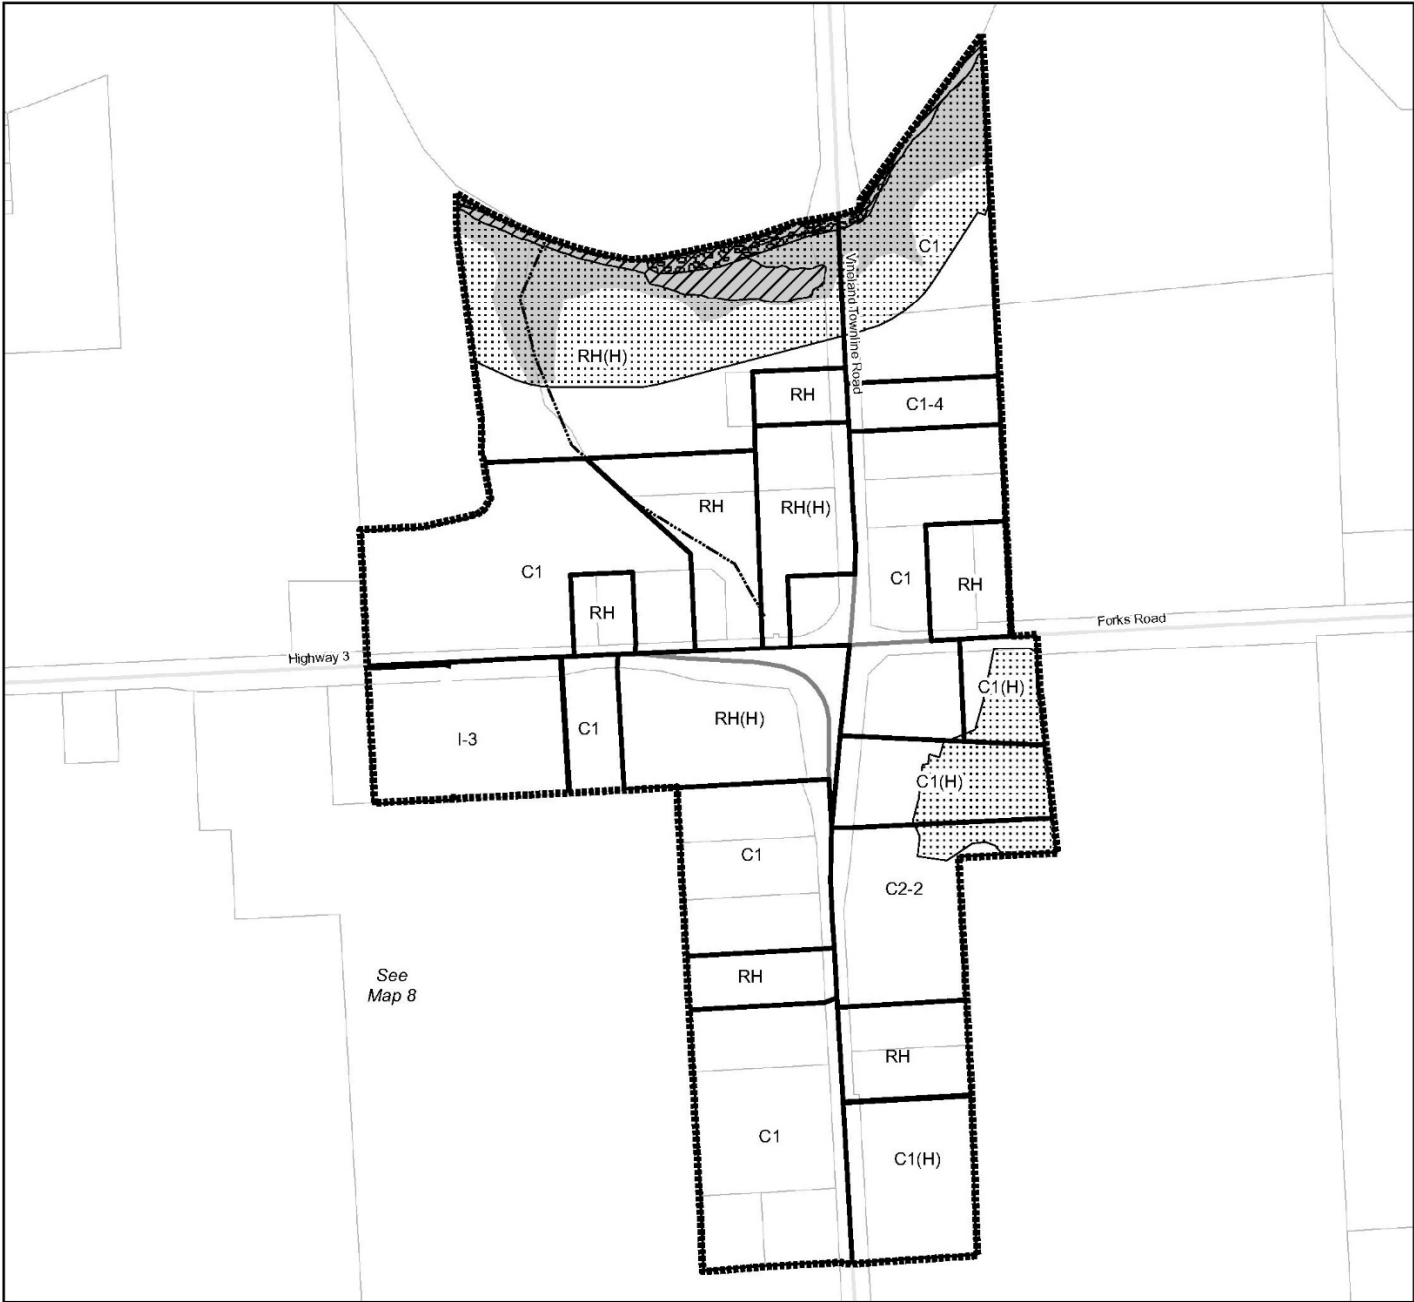 C1
Vineland Townline Road
RH(H)
RH
C1-4
RH
RH(H)
C1
C1
RH
RH
Forks Road
Highway 3
C1(H)
RH(H)
C1
I-3
C1(H)
C1
C2-2
See
Map 8
RH
RH
C1
C1(H)